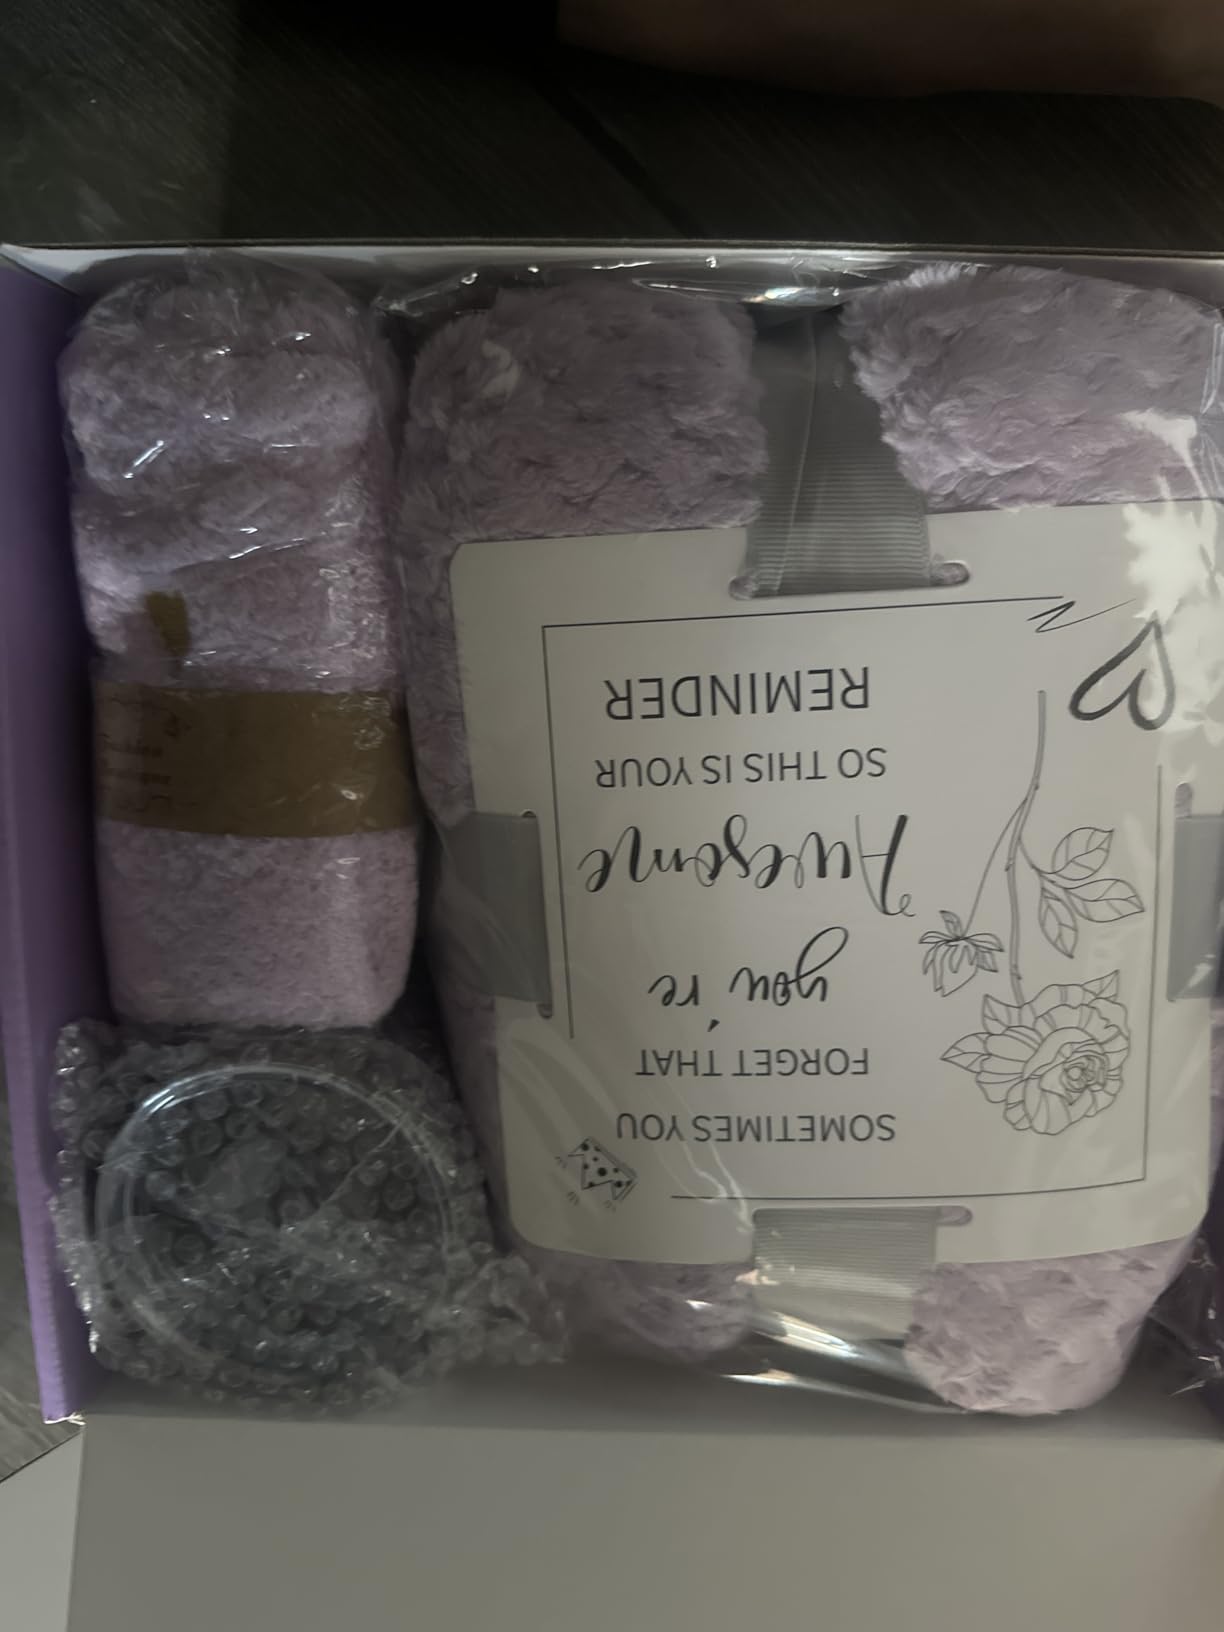 SOMETIMES YOU
FORGET THAT
you're
Awesome
SO THIS IS YOUR
REMINDER